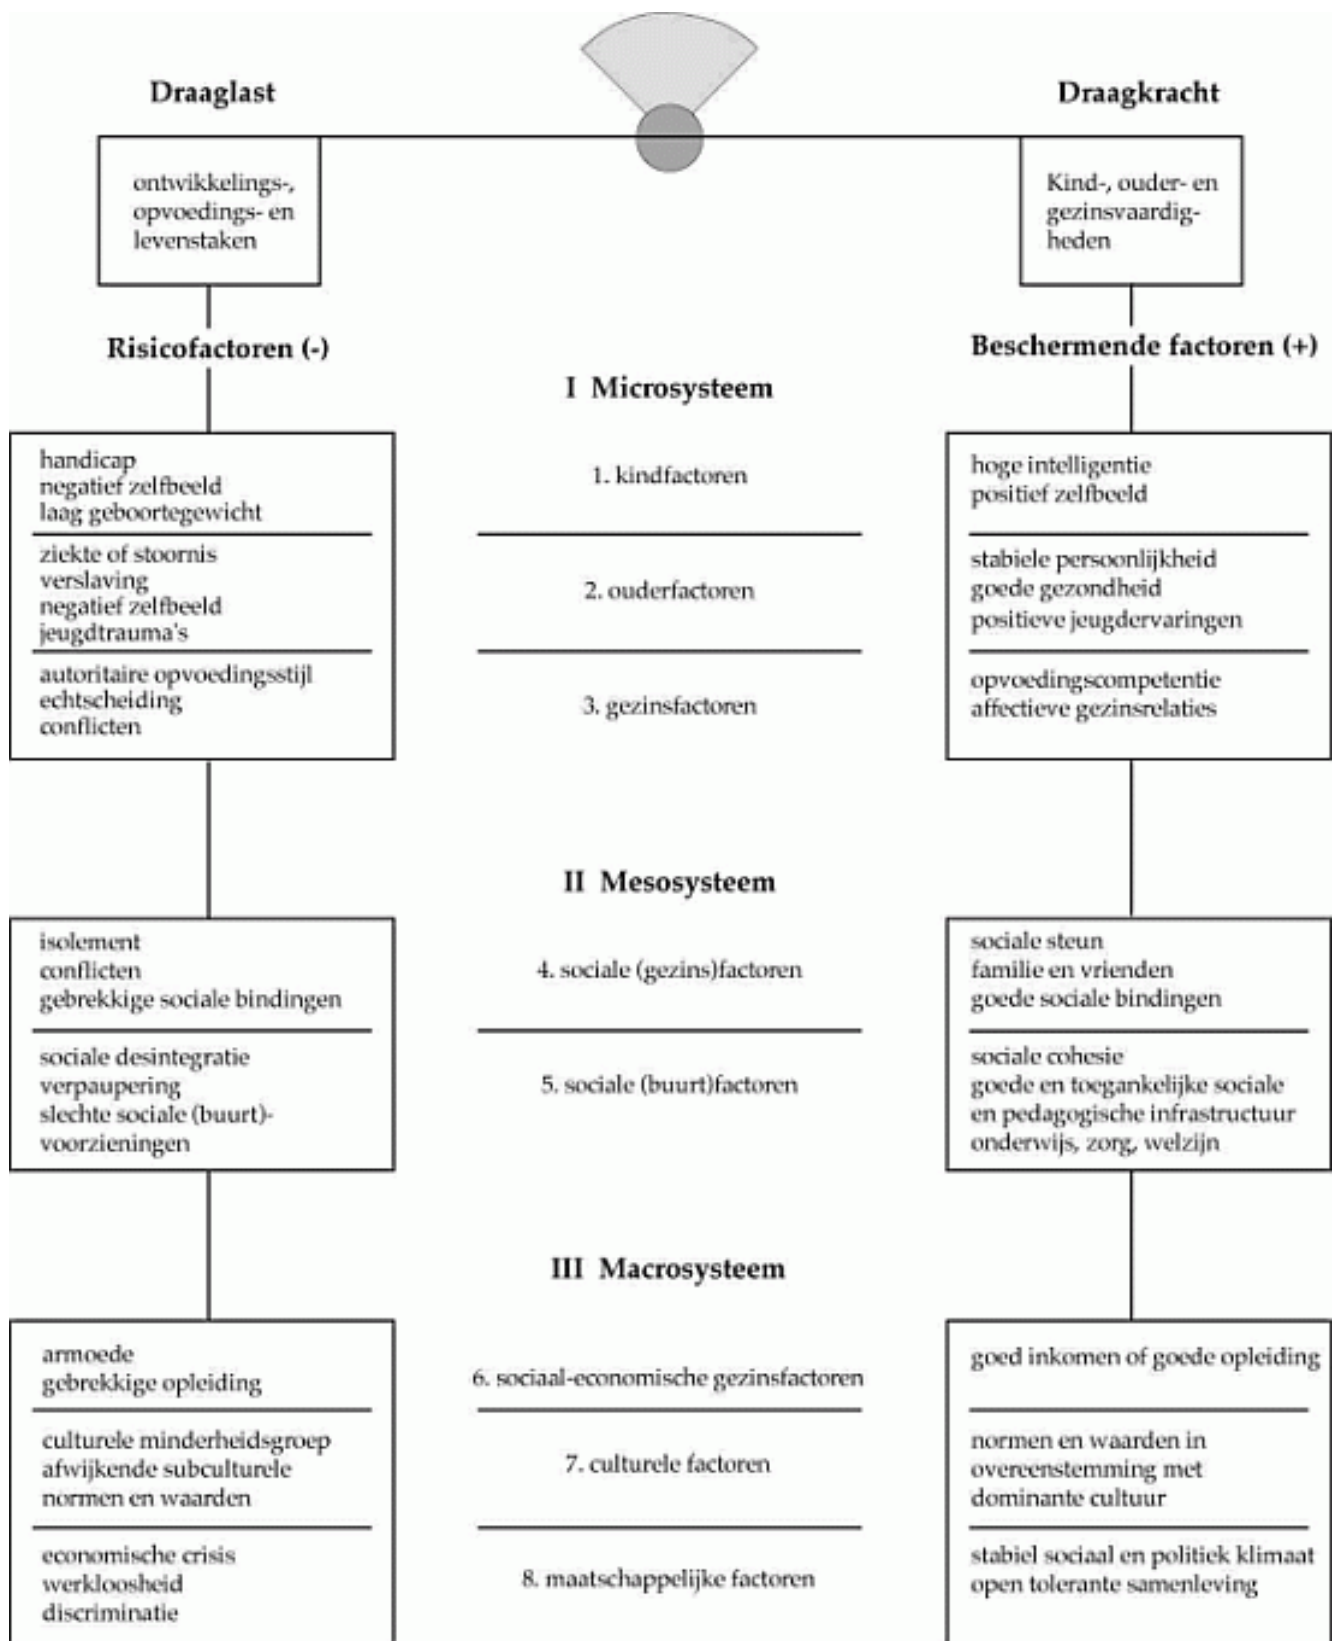 Draaglast
Draagkracht
ontwikkelings-,
opvoedings- en
levenstaken
Kind-, ouder- en
gezinsvaardig-
heden
Risicofactoren (-)
Beschermende factoren (+)
I Microsysteem
handicap
negatief zelfbeeld
laag geboortegewicht
1. kindfactoren
hoge intelligentie
positief zelfbeeld
ziekte of stoornis
verslaving
negatief zelfbeeld
jeugdtrauma's
2. ouderfactoren
stabiele persoonlijkheid
goede gezondheid
positieve jeugdervaringen
autoritaire opvoedingsstijl
echtscheiding
conflicten
3. gezinsfactoren
opvoedingscompetentie
affectieve gezinsrelaties
II Mesosysteem
isolement
conflicten
gebrekkige sociale bindingen
4. sociale (gezins)factoren
sociale steun
familie en vrienden
goede sociale bindingen
sociale desintegratie
verpaupering
slechte sociale (buurt)-
voorzieningen
5. sociale (buurt)factoren
sociale cohesie
goede en toegankelijke sociale
en pedagogische infrastructuur
onderwijs, zorg, welzijn
III Macrosysteem
armoede
gebrekkige opleiding
6. sociaal-economische gezinsfactoren
goed inkomen of goede opleiding
culturele minderheidsgroep
afwijkende subculturele
normen en waarden
7. culturele factoren
normen en waarden in
overeenstemming met
dominante cultuur
economische crisis
werkloosheid
discriminatie
8. maatschappelijke factoren
stabiel sociaal en politiek klimaat
open tolerante samenleving